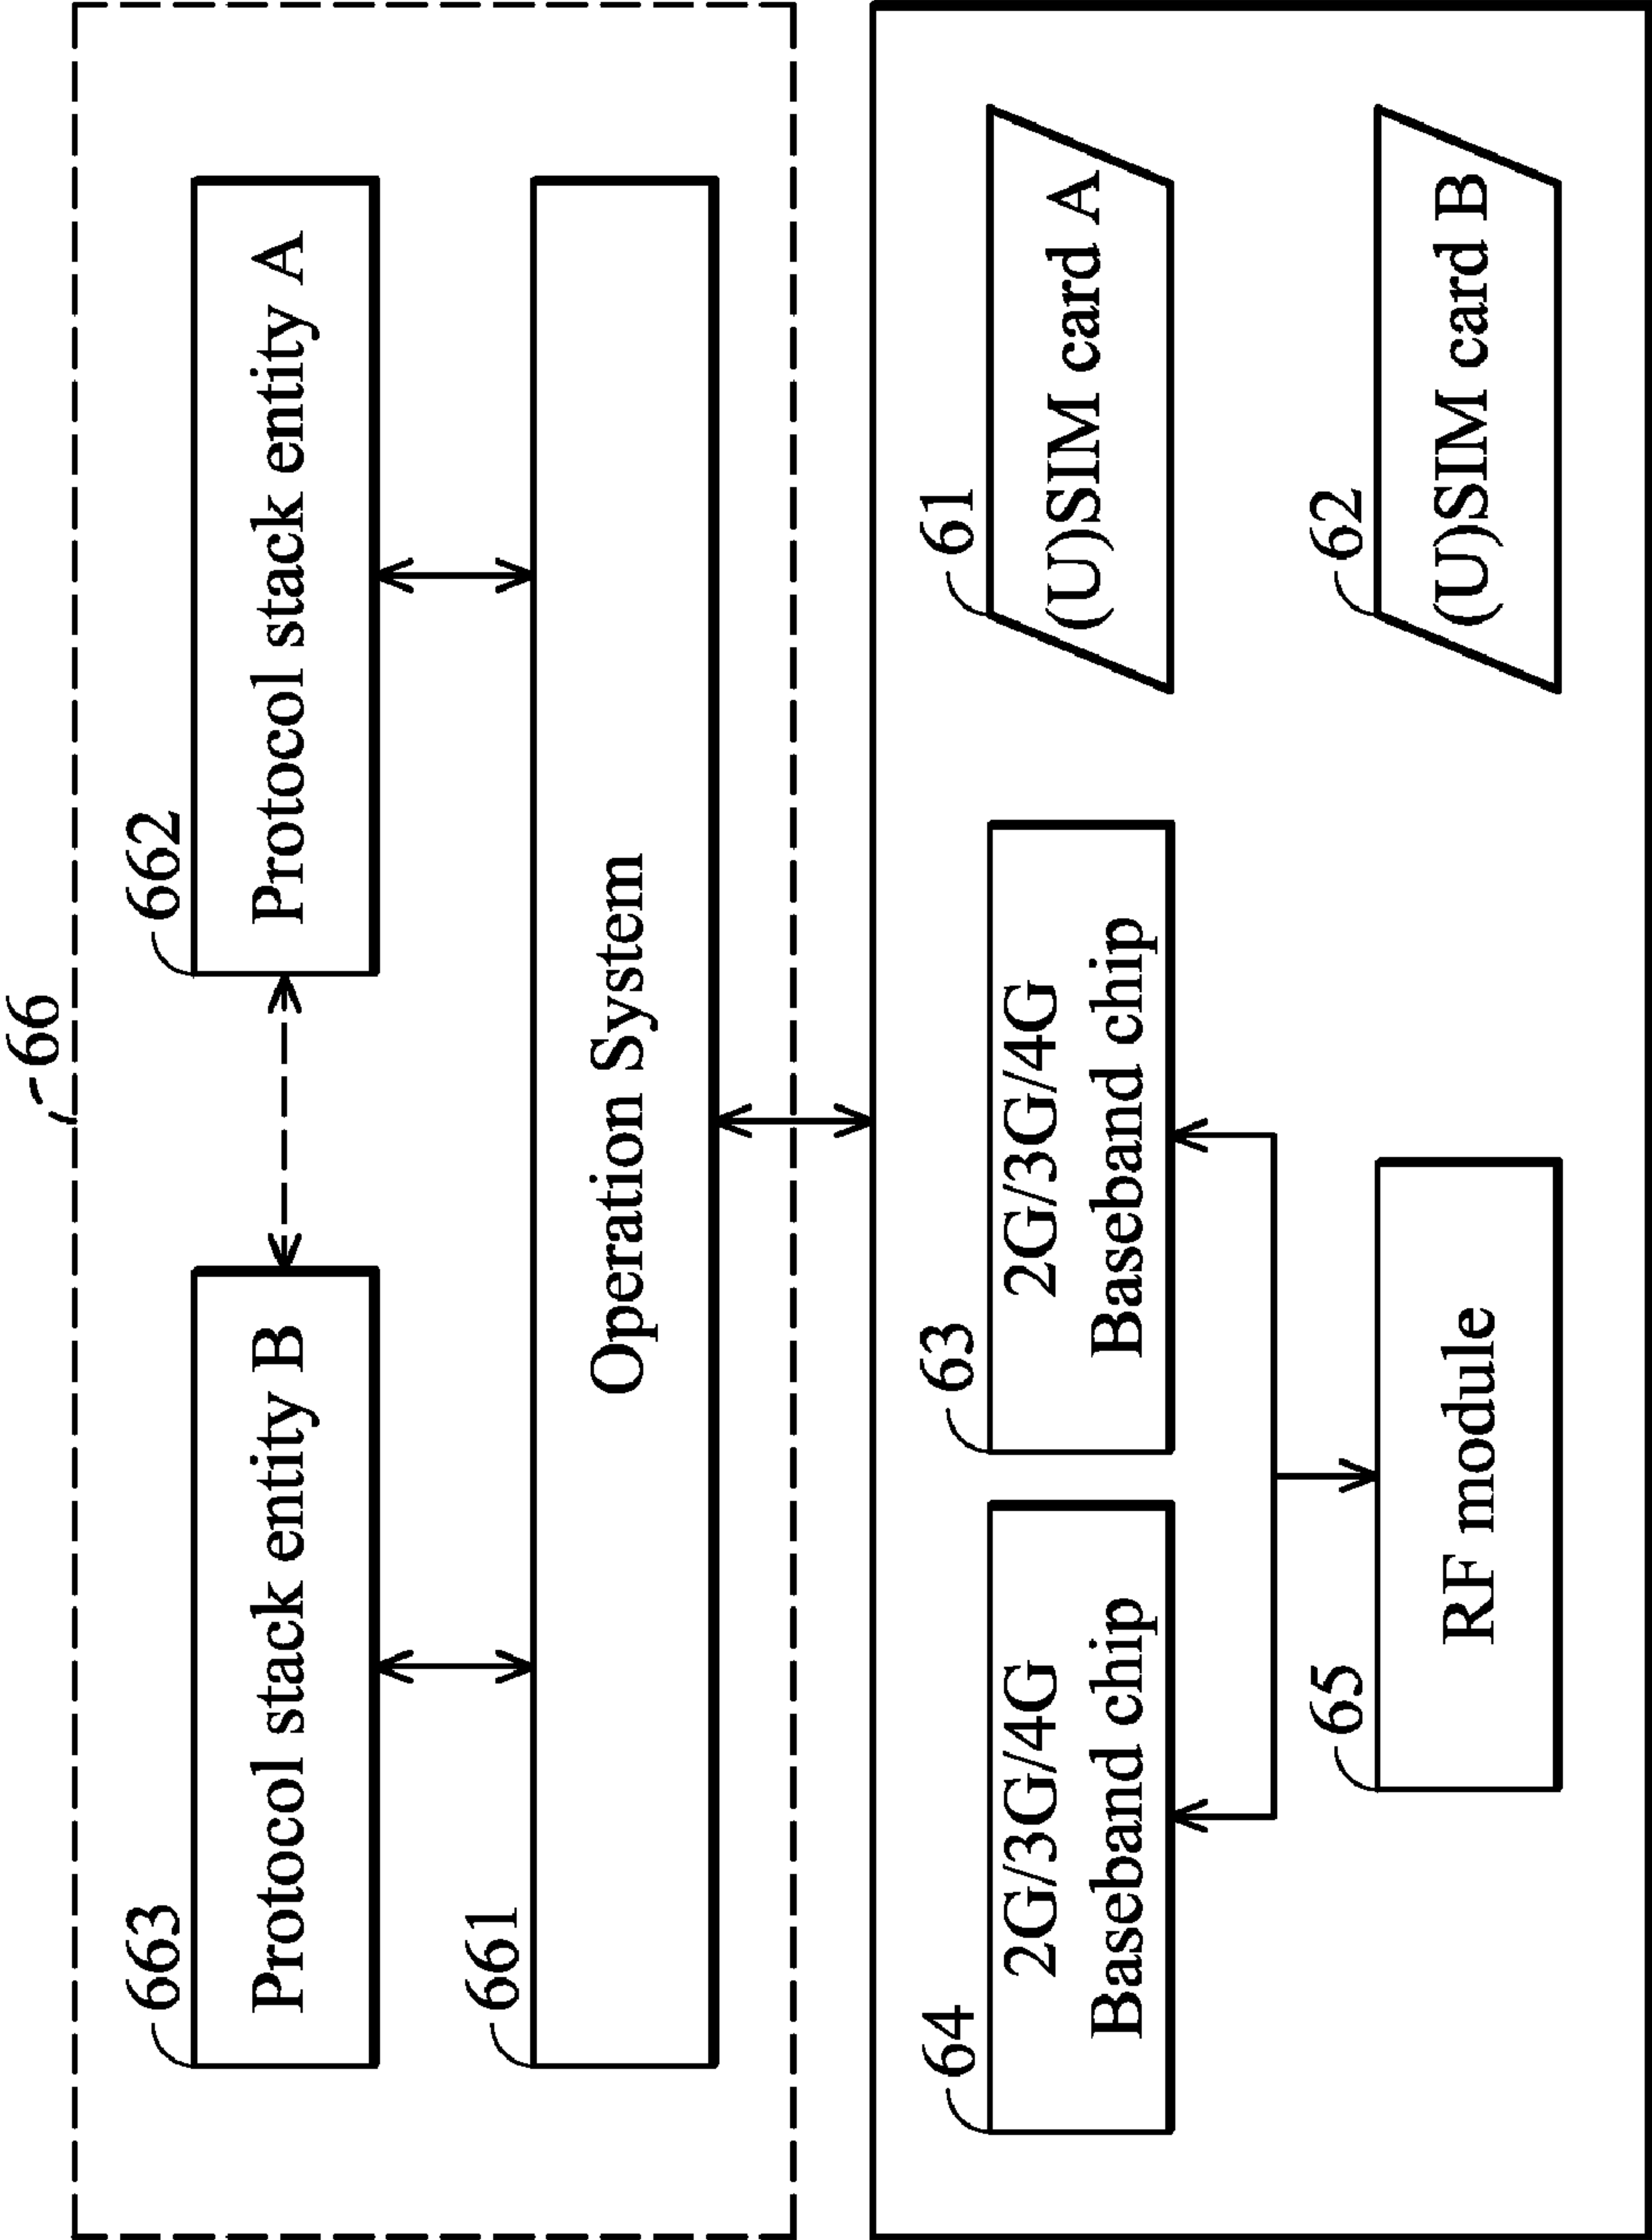 66
663
Protocol stack entity B
662
Protocol stack entity A
661
Operation System
64
2G/3G/4G
Baseband chip
63
2G/3G/4G
Baseband chip
61
(U)SIM card A
65
RF module
62
(U)SIM card B